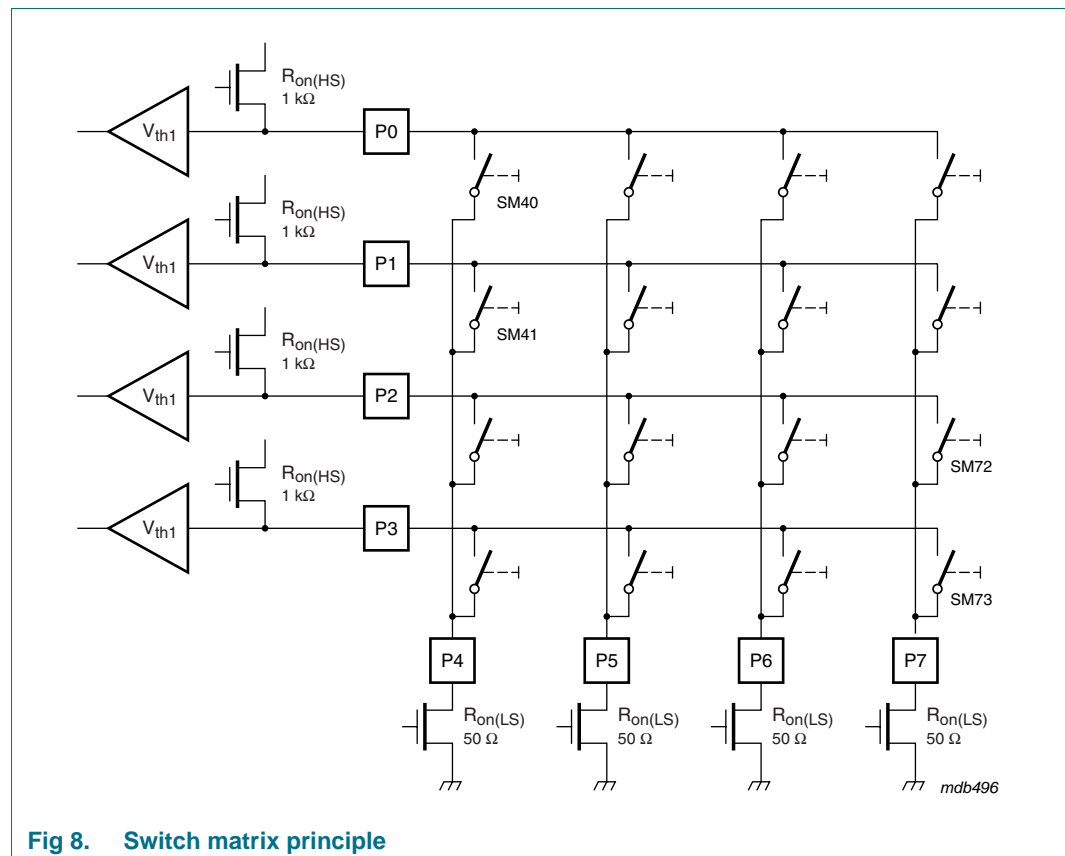 Ron(HS)
1 kΩ
Vth1
P0
SM40
Ron(HS)
1 kΩ
Vth1
P1
SM41
Ron(HS)
1 kΩ
Vth1
P2
SM72
Ron(HS)
1 kΩ
Vth1
P3
SM73
P4
P5
P6
P7
Ron(LS)
50 Ω
Ron(LS)
50 Ω
Ron(LS)
50 Ω
Ron(LS)
50 Ω
mdb496
Fig 8. Switch matrix principle